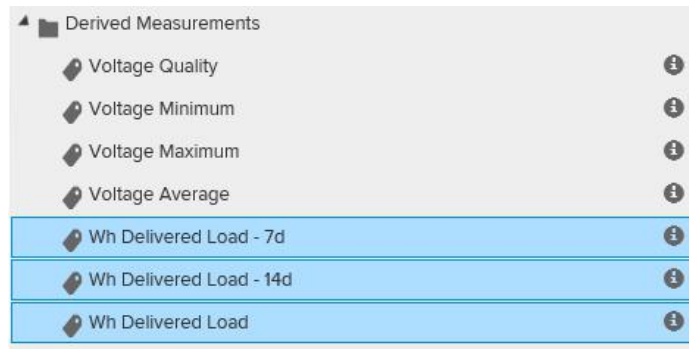 Derived Measurements
Voltage Quality
Voltage Minimum
Voltage Maximum
Voltage Average
Wh Delivered Load - 7d
Wh Delivered Load - 14d
Wh Delivered Load